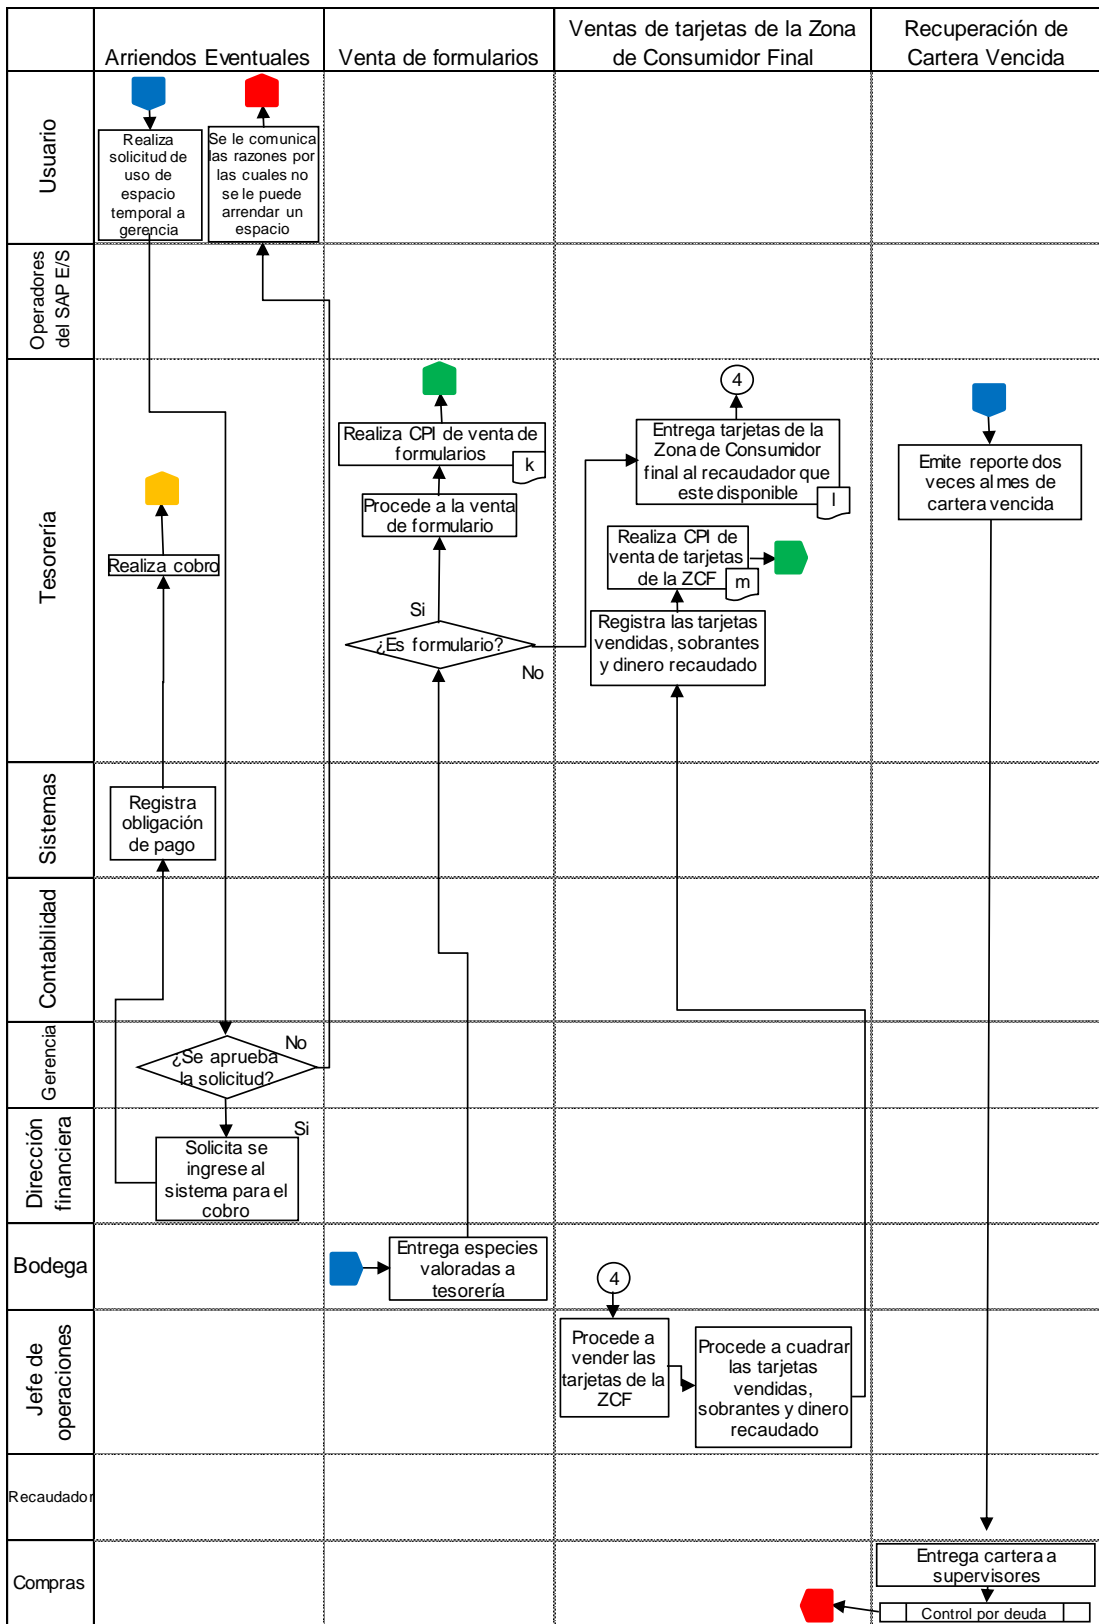 Arriendos Eventuales
Venta de formularios
Ventas de tarjetas de la Zona
de Consumidor Final
Recuperación de
Cartera Vencida
Usuario
Realiza
solicitud de
uso de
espacio
temporal a
gerencia
Se le comunica
las razones por
las cuales no
se le puede
arrendar un
espacio
Operadores
del SAP E/S
Tesorería
Realiza cobro
Realiza CPI de venta de
formularios
k
Procede a la venta
de formulario
Si
¿Es formulario?
No
4
Entrega tarjetas de la
Zona de Consumidor
final al recaudador que
este disponible
l
Realiza CPI de
venta de tarjetas
de la ZCF
m
Registra las tarjetas
vendidas, sobrantes
y dinero recaudado
Emite reporte dos
veces al mes de
cartera vencida
Sistemas
Registra
obligación
de pago
Contabilidad
Gerencia
¿Se aprueba
la solicitud?
No
Si
Dirección
financiera
Solicita se
ingrese al
sistema para el
cobro
Bodega
Entrega especies
valoradas a
tesorería
4
Jefe de
operaciones
Procede a
vender las
tarjetas de la
ZCF
Procede a cuadrar
las tarjetas
vendidas,
sobrantes y dinero
recaudado
Recaudador
Compras
Entrega cartera a
supervisores
Control por deuda